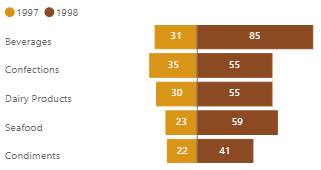 1997 1998
Beverages 31 85
Confections 35 55
Dairy Products 30 55
Seafood 23 59
Condiments 22 41